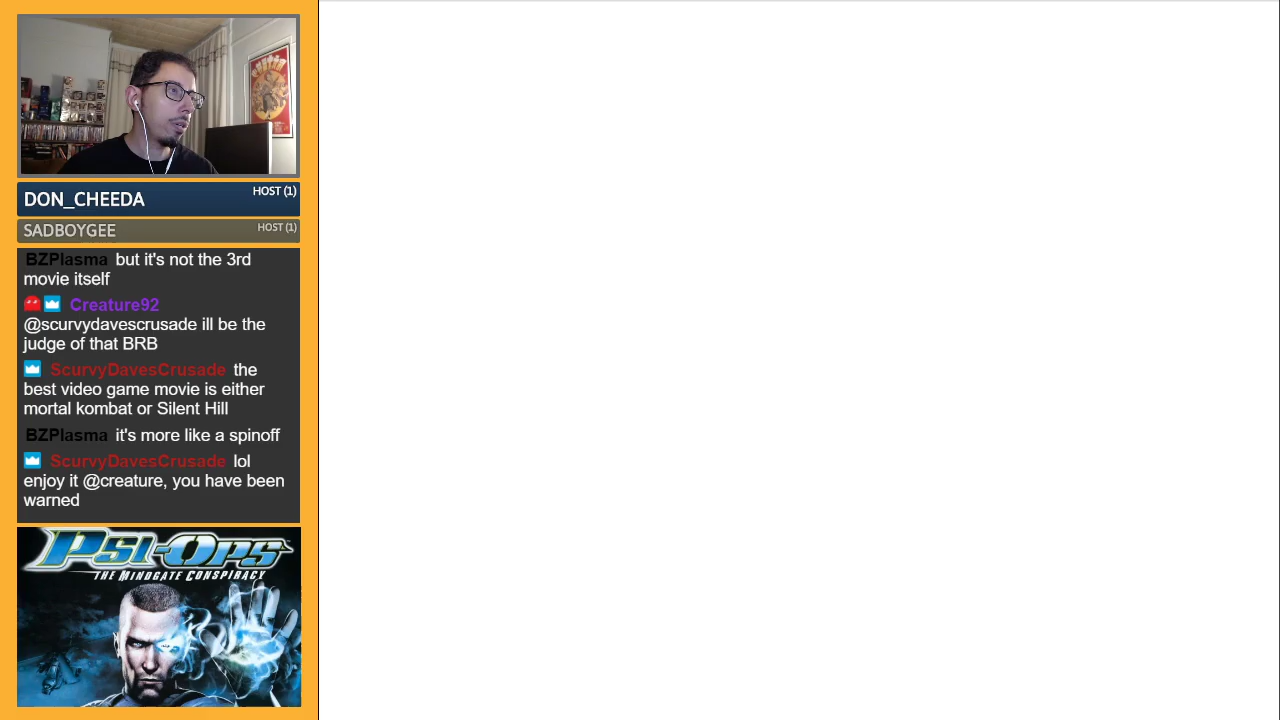 DON_CHEEDA
HOST (1)
SADBOYGEE
HOST (1)
BZPlasma but it's not the 3rd
movie itself
Creature92
@scurvydavescrusade ill be the
judge of that BRB
ScurvyDavesCrusade the
best video game movie is either
mortal kombat or Silent Hill
BZPlasma it's more like a spinoff
ScurvyDavesCrusade lol
enjoy it @creature, you have been
warned
PSI-OPS
THE MINDGATE CONSPIRACY